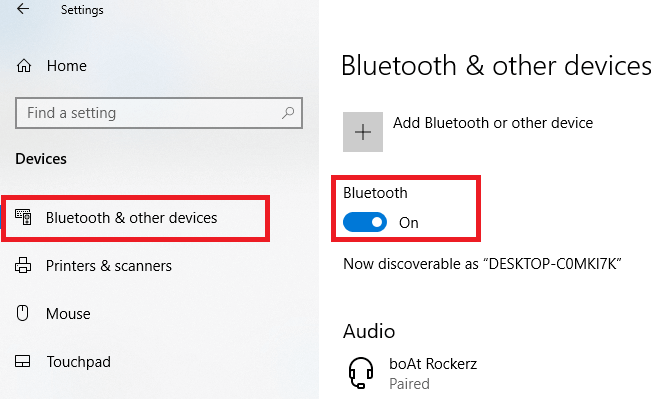 Settings
Home
Find a setting
Devices
Bluetooth & other devices
Printers & scanners
Mouse
Touchpad
Bluetooth & other devices
Add Bluetooth or other device
Bluetooth
On
Now discoverable as “DESKTOP-C0MKI7K”
Audio
boAt Rockerz
Paired